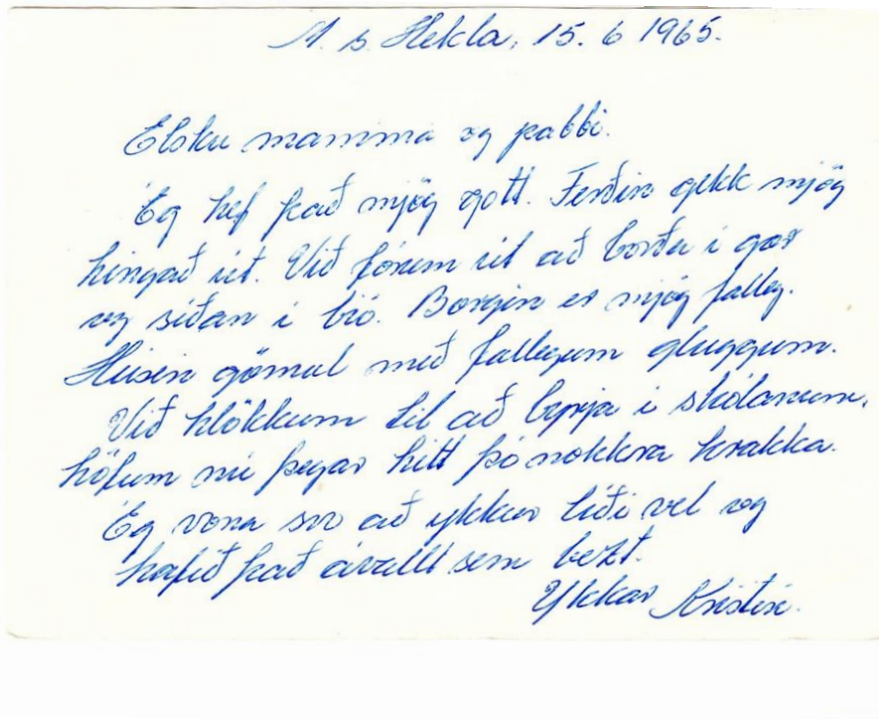 M. s. Hekla, 15. 6 1965.
Elsku mamma og pabbi.
Ég hef það mjög gott. Ferðin gekk mjög
hingað út. Við fórum út að borða í gær
og síðan í bíó. Borgin er mjög falleg.
Húsin gömul með fallegum gluggum.
Við hlökkum til að byrja í skólanum,
höfum nú þegar hitt þó nokkra krakka.
Ég vona svo að ykkur líði vel og
hafið það ávallt sem bezt.
Ykkar Kristín.